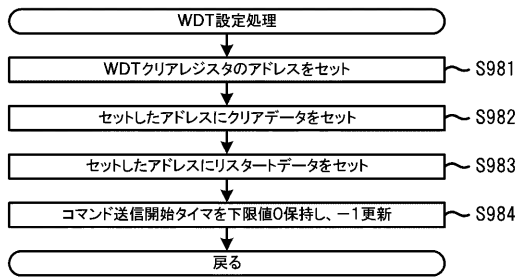 WDT設定処理
WDTクリアレジスタのアドレスをセット
S981
セットしたアドレスにクリアデータをセット
S982
セットしたアドレスにリスタートデータをセット
S983
コマンド送信開始タイマを下限値0保持し、－1更新
S984
戻る